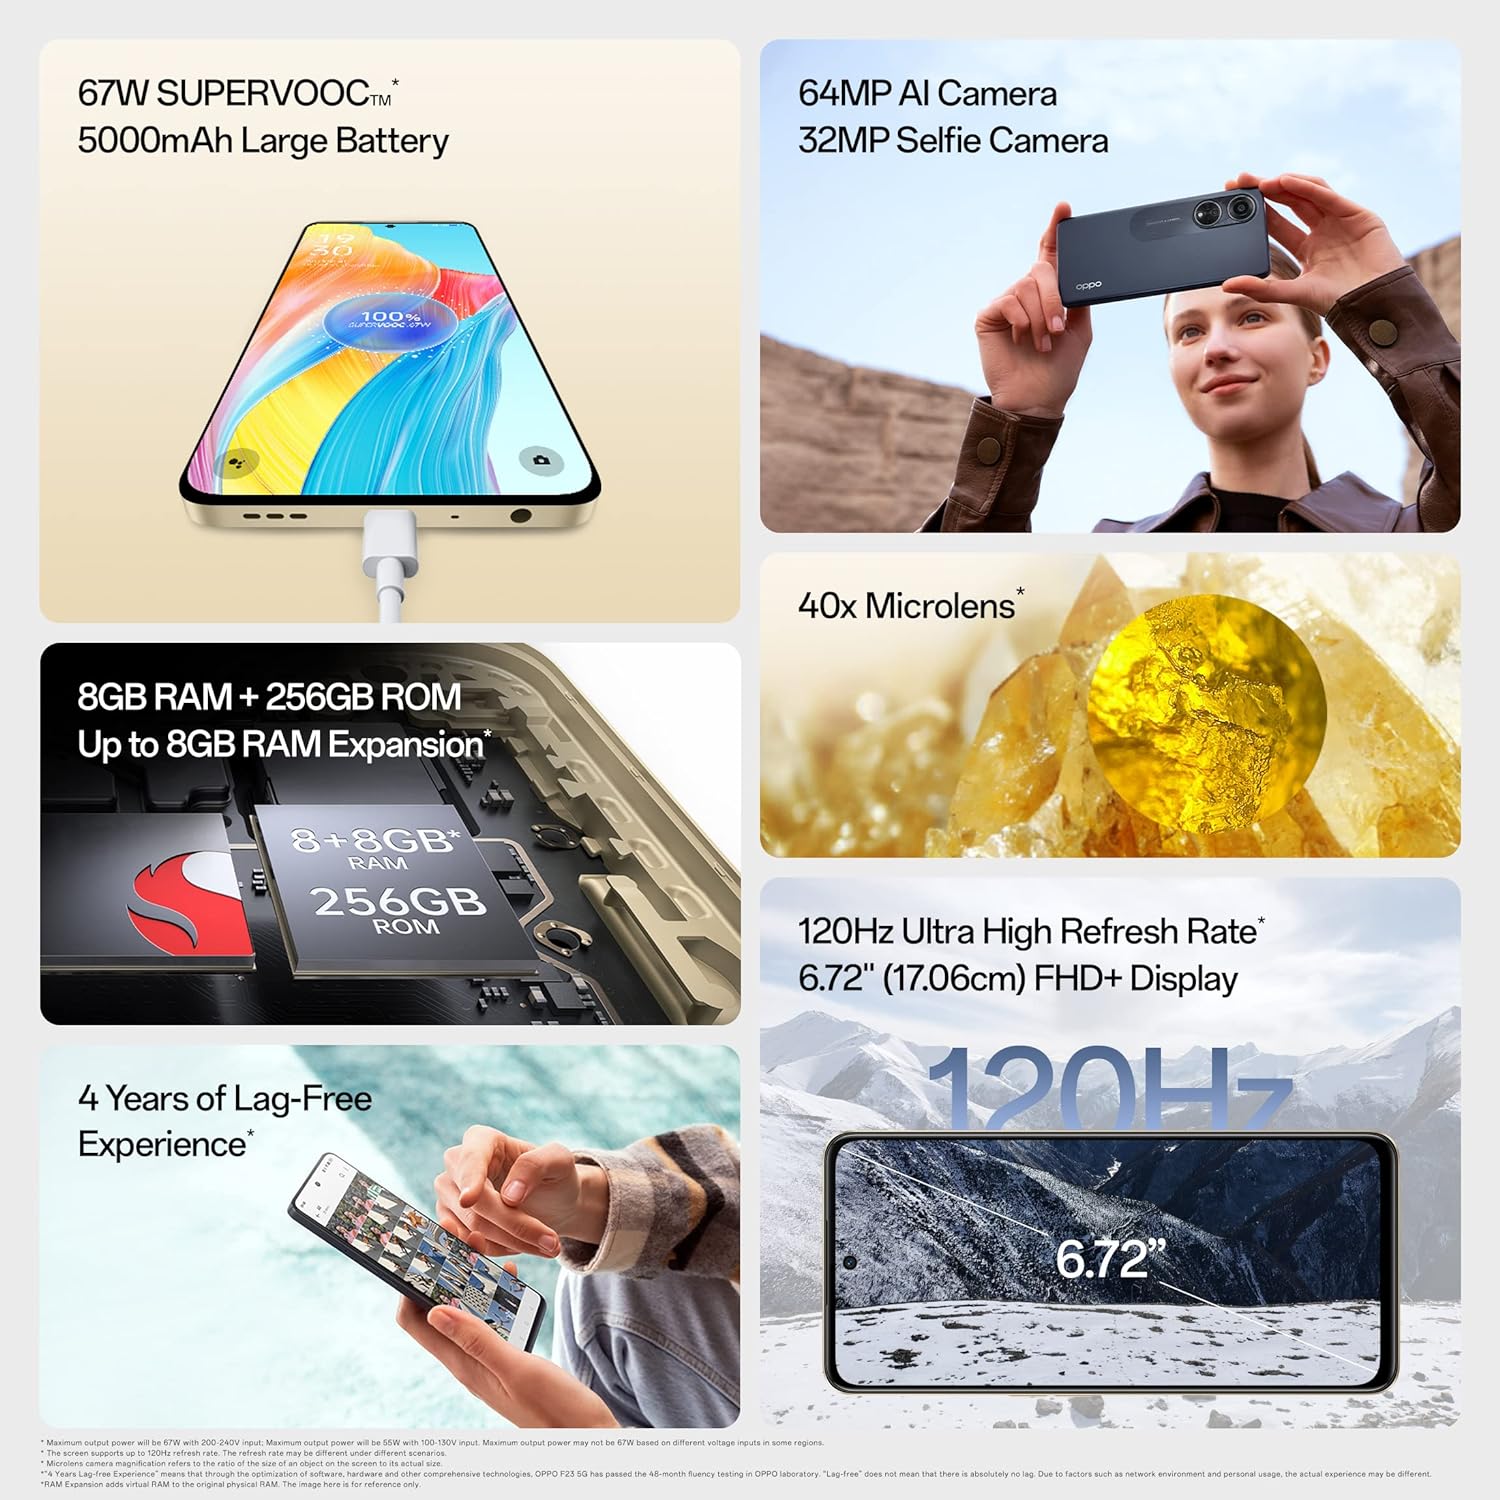 67W SUPERVOOC™*
5000mAh Large Battery
19
30
100%
SUPERVOOC 67W
64MP AI Camera
32MP Selfie Camera
oppo
40x Microlens*
8GB RAM + 256GB ROM
Up to 8GB RAM Expansion*
8+8GB*
RAM
256GB
ROM
120Hz Ultra High Refresh Rate*
6.72" (17.06cm) FHD+ Display
120Hz
6.72”
4 Years of Lag-Free
Experience*
* Maximum output power will be 67W with 200-240V input; Maximum output power will be 55W with 100-130V input. Maximum output power may not be 67W based on different voltage inputs in some regions.
* The screen supports up to 120Hz refresh rate. The refresh rate may be different under different scenarios.
* Microlens camera magnification refers to the ratio of the size of an object on the screen to its actual size.
*"4 Years Lag-free Experience" means that through the optimization of software, hardware and other comprehensive technologies, OPPO F23 5G has passed the 48-month fluency testing in OPPO laboratory. "Lag-free" does not mean that there is absolutely no lag. Due to factors such as network environment and personal usage, the actual experience may be different.
*RAM Expansion adds virtual RAM to the original physical RAM. The image here is for reference only.